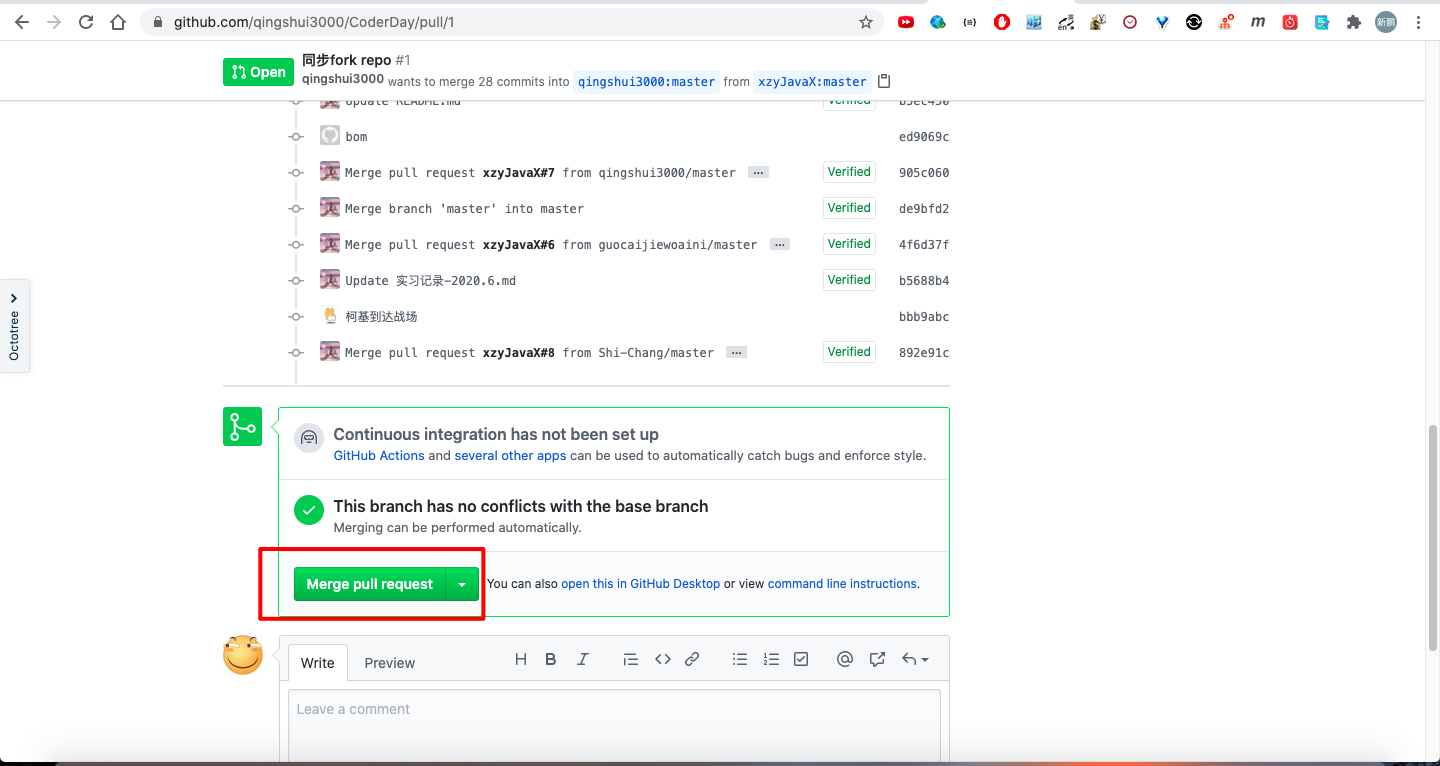 github.com/qingshui3000/CoderDay/pull/1
新鹏
Open
同步fork repo #1
qingshui3000 wants to merge 28 commits into qingshui3000:master from xzyJavaX:master
Update README.md Verified b5ec450
bom ed9069c
Merge pull request xzyJavaX#7 from qingshui3000/master … Verified 905c060
Merge branch 'master' into master Verified de9bfd2
Merge pull request xzyJavaX#6 from guocaijiewoaini/master … Verified 4f6d37f
Update 实习记录-2020.6.md Verified b5688b4
柯基到达战场 bbb9abc
Merge pull request xzyJavaX#8 from Shi-Chang/master … Verified 892e91c
Octotree
Continuous integration has not been set up
GitHub Actions and several other apps can be used to automatically catch bugs and enforce style.
This branch has no conflicts with the base branch
Merging can be performed automatically.
Merge pull request You can also open this in GitHub Desktop or view command line instructions.
Write Preview
Leave a comment